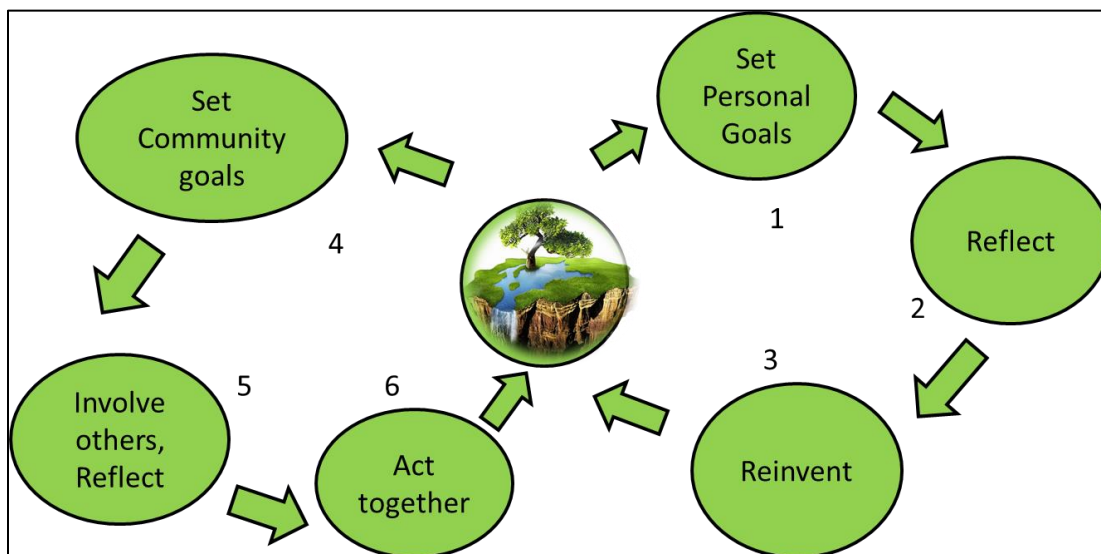 Set
Personal
Goals
1
Reflect
2
Reinvent
3
Set
Community
goals
4
Involve
others,
Reflect
5
Act
together
6